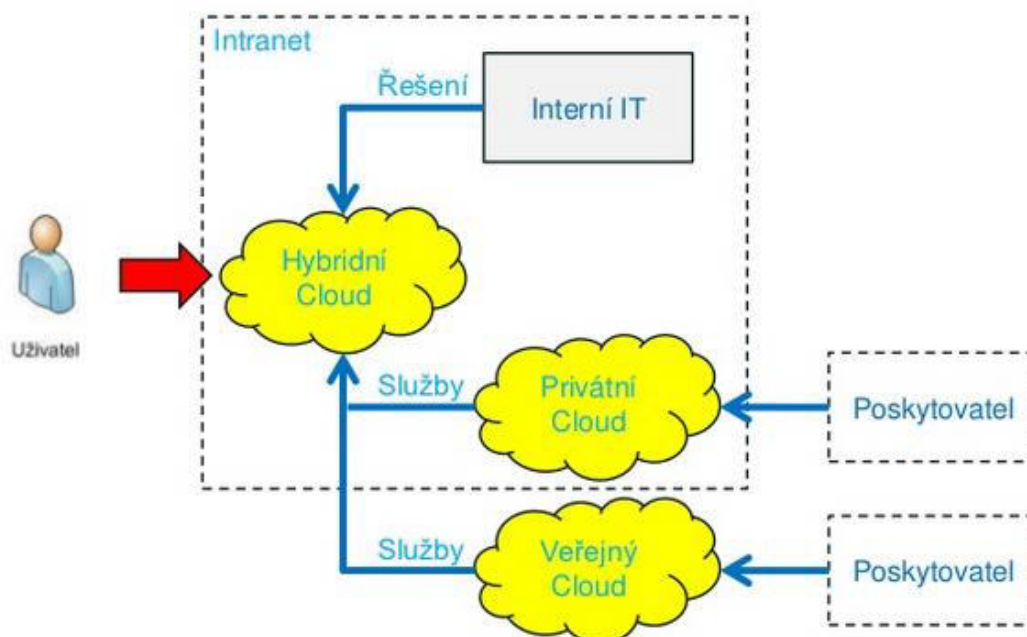 Intranet
Řešení
Interní IT
Hybridní
Cloud
Uživatel
Služby
Privátní
Cloud
Poskytovatel
Služby
Veřejný
Cloud
Poskytovatel